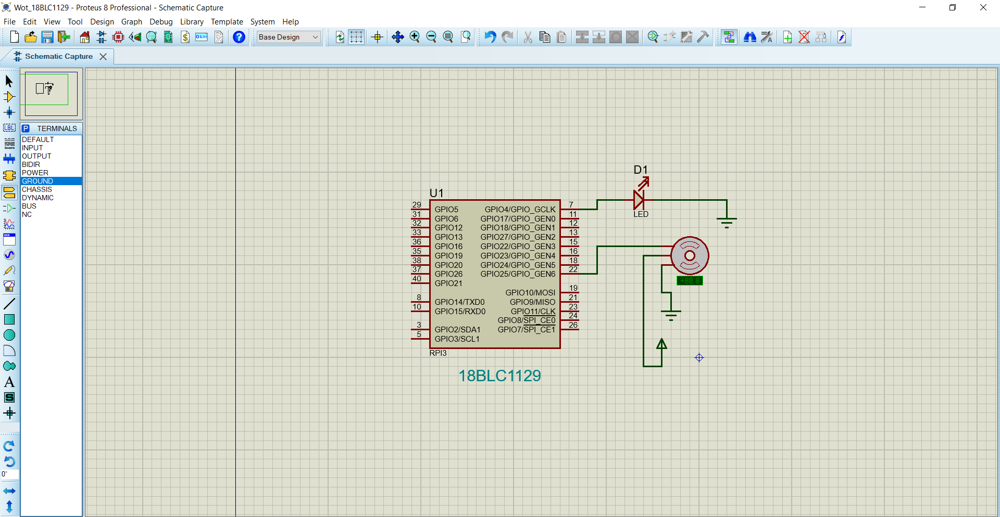 Wot_18BLC1129 - Proteus 8 Professional - Schematic Capture
File Edit View Tool Design Graph Debug Library Template System Help
Base Design
Schematic Capture
P TERMINALS
DEFAULT
INPUT
OUTPUT
BIDIR
POWER
GROUND
CHASSIS
DYNAMIC
BUS
NC
LBL
A
S
0°
U1
29 GPIO5 GPIO4/GPIO_GCLK 7
31 GPIO6 GPIO17/GPIO_GEN0 11
32 GPIO12 GPIO18/GPIO_GEN1 12
33 GPIO13 GPIO27/GPIO_GEN2 13
36 GPIO16 GPIO22/GPIO_GEN3 15
35 GPIO19 GPIO23/GPIO_GEN4 16
38 GPIO20 GPIO24/GPIO_GEN5 18
37 GPIO26 GPIO25/GPIO_GEN6 22
40 GPIO21
GPIO10/MOSI 19
8 GPIO14/TXD0 GPIO9/MISO 21
10 GPIO15/RXD0 GPIO11/CLK 23
GPIO8/SPI_CE0 24
3 GPIO2/SDA1 GPIO7/SPI_CE1 26
5 GPIO3/SCL1
RPI3
18BLC1129
D1
LED
+88.8